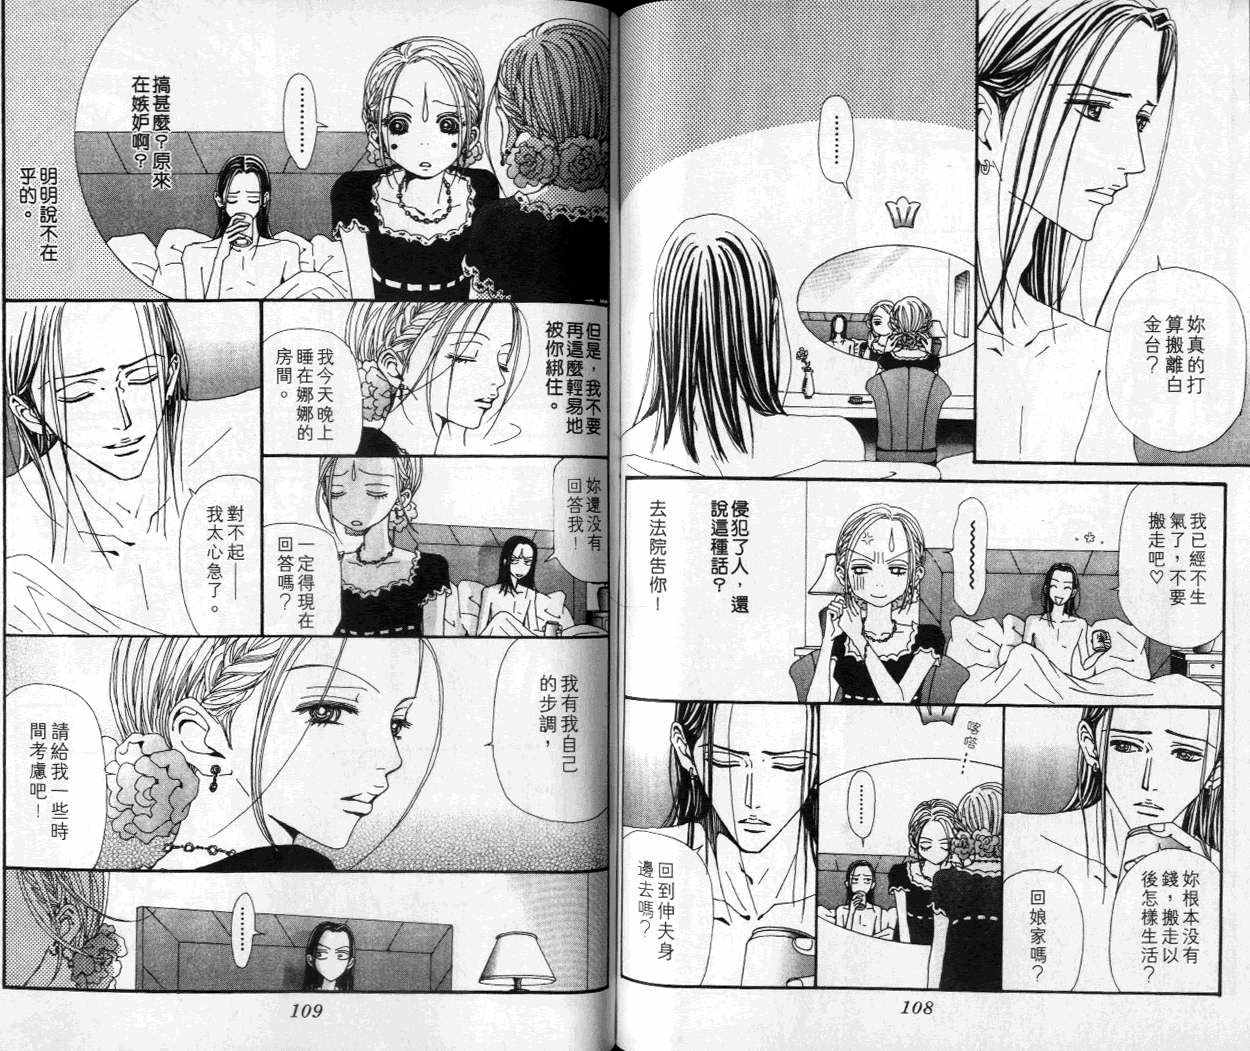 妳真的打
算搬離白
金台？
………
我已經不生
氣了，不要
搬走吧♡
侵犯了人，還
說這種話？
去法院告你！
妳根本没有
錢，搬走以
後怎樣生活？
回娘家嗎？
喀嗒…
………
回到伸夫身
邊去嗎？
108
………
搞甚麼？原來
在嫉妒啊？
明明說不在
乎的。
但是，我不要
再這麼輕易地
被你綁住。
我今天晚上
睡在娜娜的
房間。
妳還没有
回答我！
一定得現在
回答嗎？
對不起——
我太心急了。
我有我自己
的步調，
請給我一些時
間考慮吧！
………
109